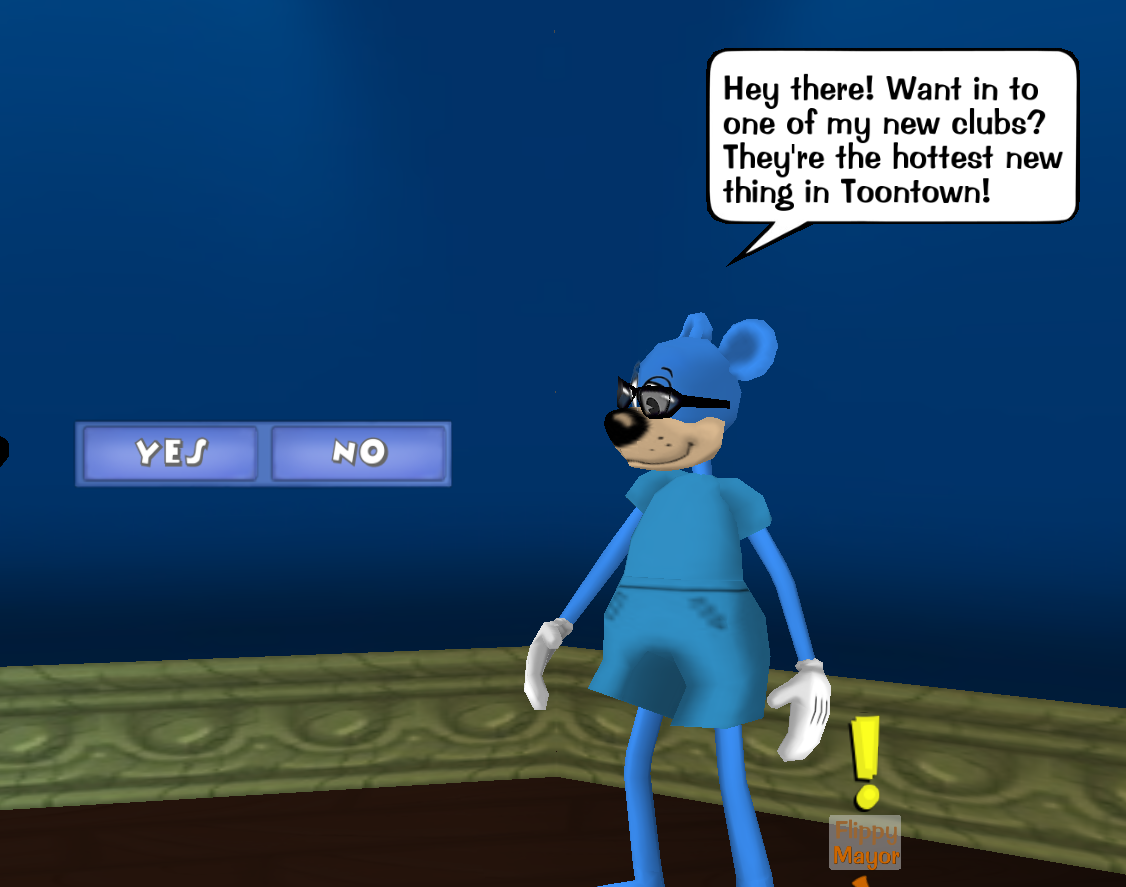 Hey there! Want in to
one of my new clubs?
They're the hottest new
thing in Toontown!
YES NO
!
Flippy
Mayor